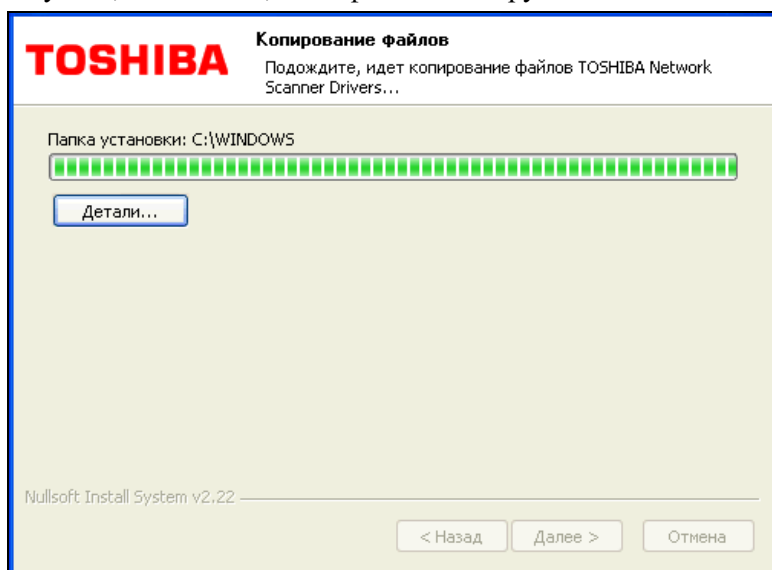 TOSHIBA
Копирование файлов
Подождите, идет копирование файлов TOSHIBA Network
Scanner Drivers...
Папка установки: C:\WINDOWS
Детали...
Nullsoft Install System v2.22
< Назад
Далее >
Отмена